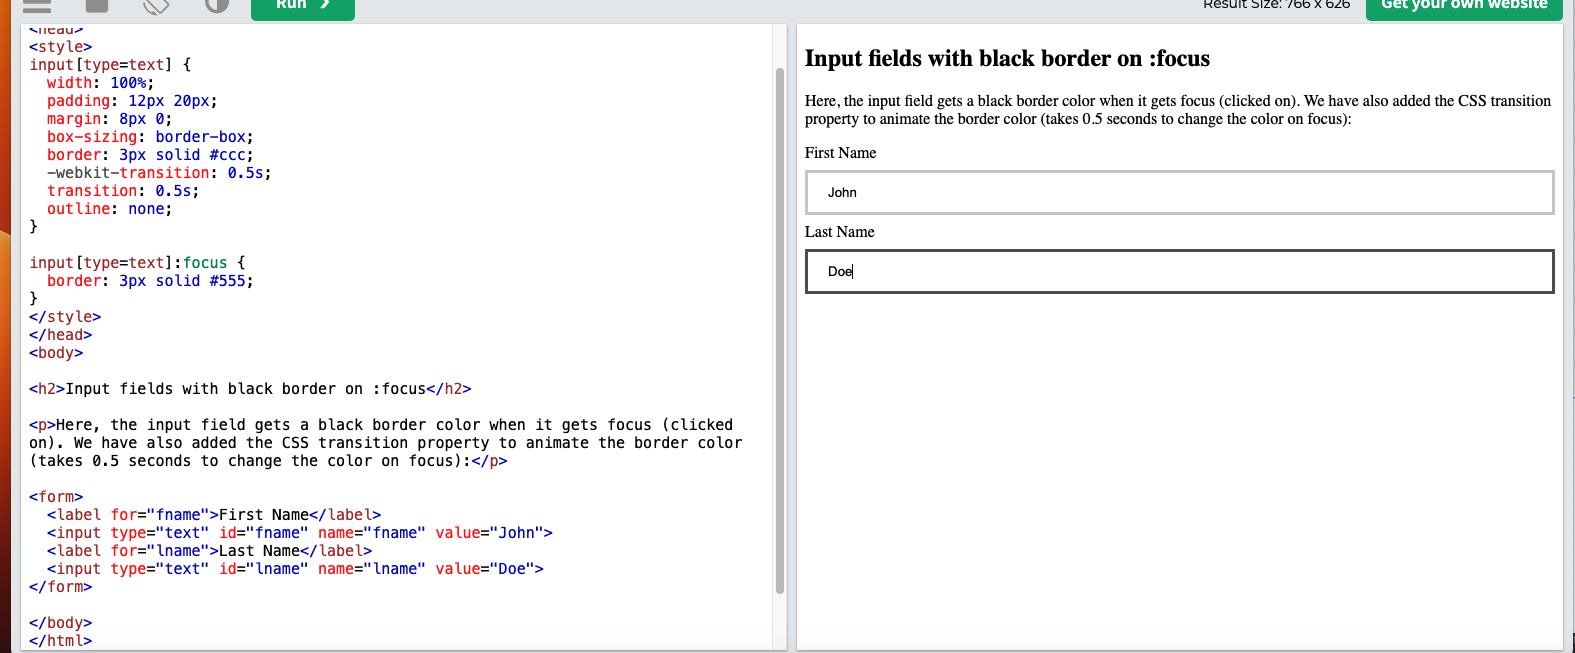 Run ❯
Result Size: 766 x 626
Get your own website
<head>
<style>
input[type=text] {
  width: 100%;
  padding: 12px 20px;
  margin: 8px 0;
  box-sizing: border-box;
  border: 3px solid #ccc;
  -webkit-transition: 0.5s;
  transition: 0.5s;
  outline: none;
}
input[type=text]:focus {
  border: 3px solid #555;
}
</style>
</head>
<body>
<h2>Input fields with black border on :focus</h2>
<p>Here, the input field gets a black border color when it gets focus (clicked
on). We have also added the CSS transition property to animate the border color
(takes 0.5 seconds to change the color on focus):</p>
<form>
  <label for="fname">First Name</label>
  <input type="text" id="fname" name="fname" value="John">
  <label for="lname">Last Name</label>
  <input type="text" id="lname" name="lname" value="Doe">
</form>
</body>
</html>
Input fields with black border on :focus
Here, the input field gets a black border color when it gets focus (clicked on). We have also added the CSS transition
property to animate the border color (takes 0.5 seconds to change the color on focus):
First Name
John
Last Name
Doe